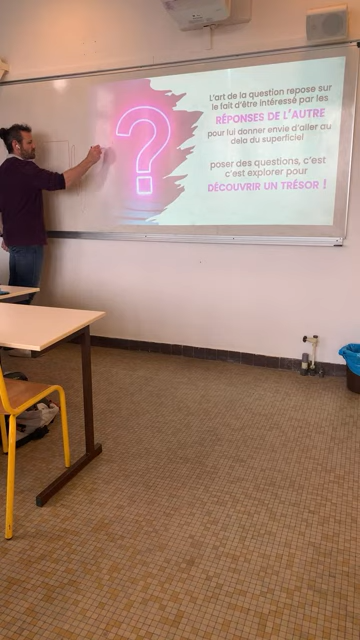 L'art de la question repose sur
le fait d'être intéressé par les
RÉPONSES DE L'AUTRE
pour lui donner envie d'aller au
delà du superficiel
poser des questions, c'est
c'est explorer pour
DÉCOUVRIR UN TRÉSOR !